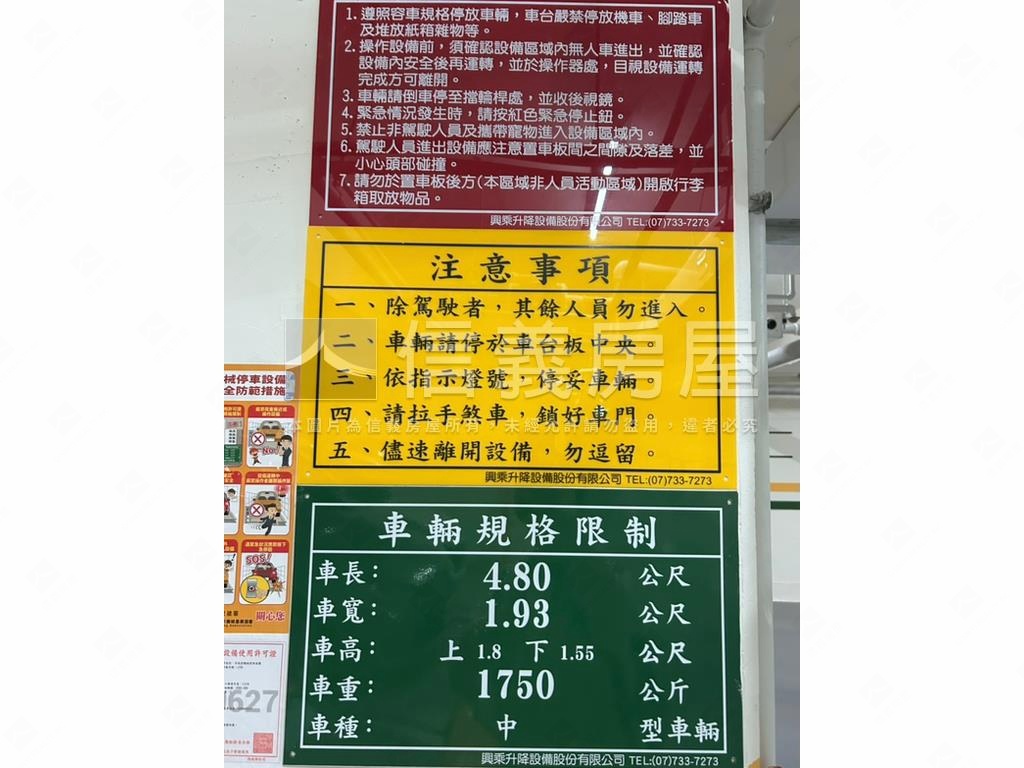 1. 遵照容車規格停放車輛，車台嚴禁停放機車、腳踏車
及堆放紙箱雜物等。
2. 操作設備前，須確認設備區域內無人車進出，並確認
設備內安全後再運轉，並於操作器處，目視設備運轉
完成方可離開。
3. 車輛請倒車停至擋輪桿處，並收後視鏡。
4. 緊急情況發生時，請按紅色緊急停止鈕。
5. 禁止非駕駛人員及攜帶寵物進入設備區域內。
6. 駕駛人員進出設備應注意置車板間之間隙及落差，並
小心頭部碰撞。
7. 請勿於置車板後方(本區域非人員活動區域)開啟行李
箱取放物品。
興乘升降設備股份有限公司 TEL:(07)733-7273
注意事項
一、除駕駛者，其餘人員勿進入。
二、車輛請停於車台板中央。
三、依指示燈號，停妥車輛。
四、請拉手煞車，鎖好車門。
五、儘速離開設備，勿逗留。
興乘升降設備股份有限公司 TEL:(07)733-7273
信義房屋
本圖片為信義房屋所有，未經允許請勿盜用，違者必究
械停車設備
全防範措施
SOS!
關心您
設備使用許可證
627
車輛規格限制
車長： 4.80 公尺
車寬： 1.93 公尺
車高： 上 1.8 下 1.55 公尺
車重： 1750 公斤
車種： 中 型車輛
興乘升降設備股份有限公司 TEL:(07)733-7273